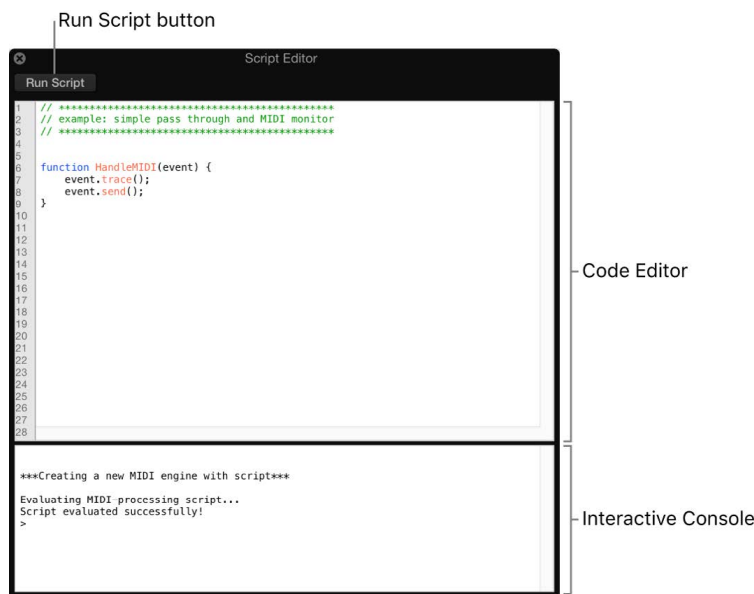 Run Script button
Script Editor
Run Script
1 // *********************************************
2 // example: simple pass through and MIDI monitor
3 // *********************************************
4
5
6 function HandleMIDI(event) {
7 event.trace();
8 event.send();
9 }
10
11
12
13
14
15
16
17
18
19
20
21
22
23
24
25
26
27
28
Code Editor
***Creating a new MIDI engine with script***
Evaluating MIDI-processing script...
Script evaluated successfully!
>
Interactive Console